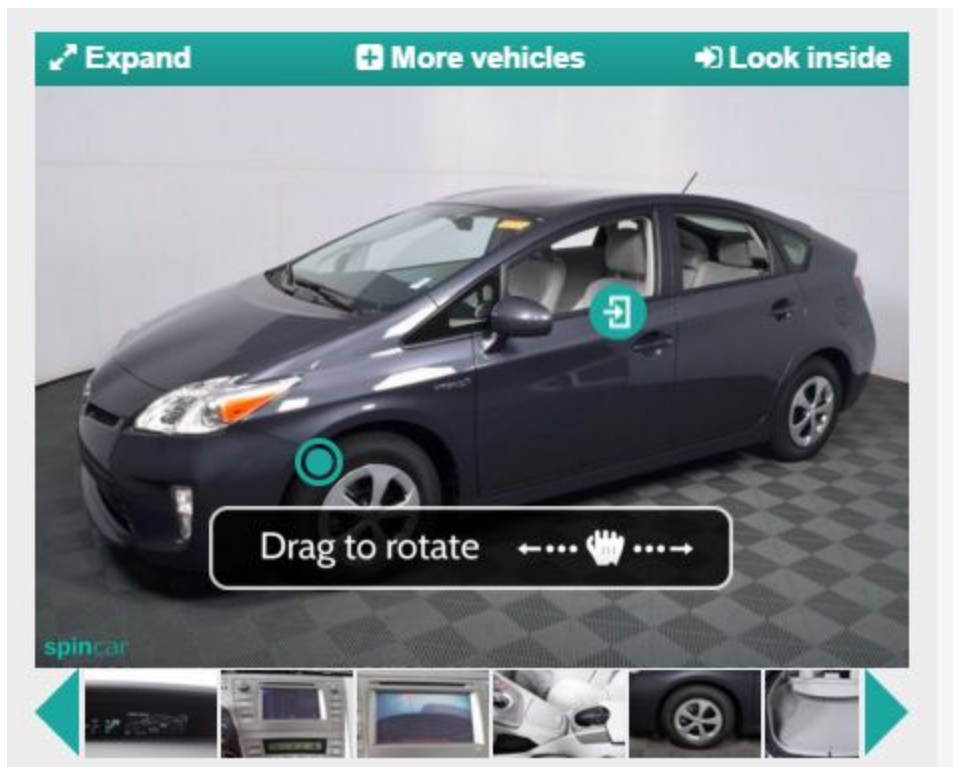 Expand
More vehicles
Look inside
Drag to rotate
spincar